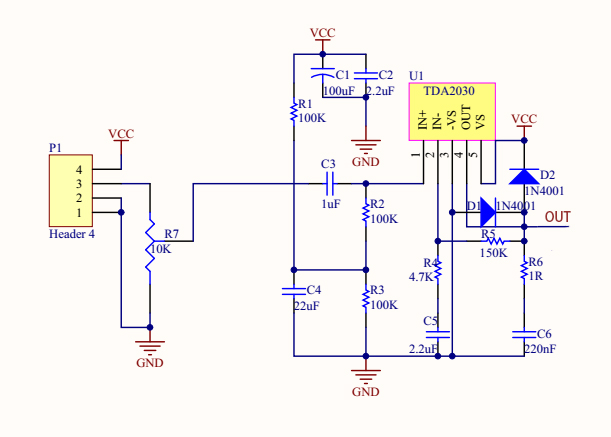 VCC
U1
TDA2030
IN+
IN-
-VS
OUT
VS
1
2
3
4
5
C1
100uF
C2
2.2uF
R1
100K
GND
VCC
P1
VCC
4
3
2
1
Header 4
C3
1uF
D2
1N4001
D1
1N4001
OUT
R2
100K
R7
10K
R5
150K
R4
4.7K
R6
1R
C4
22uF
R3
100K
C5
2.2uF
C6
220nF
GND
GND